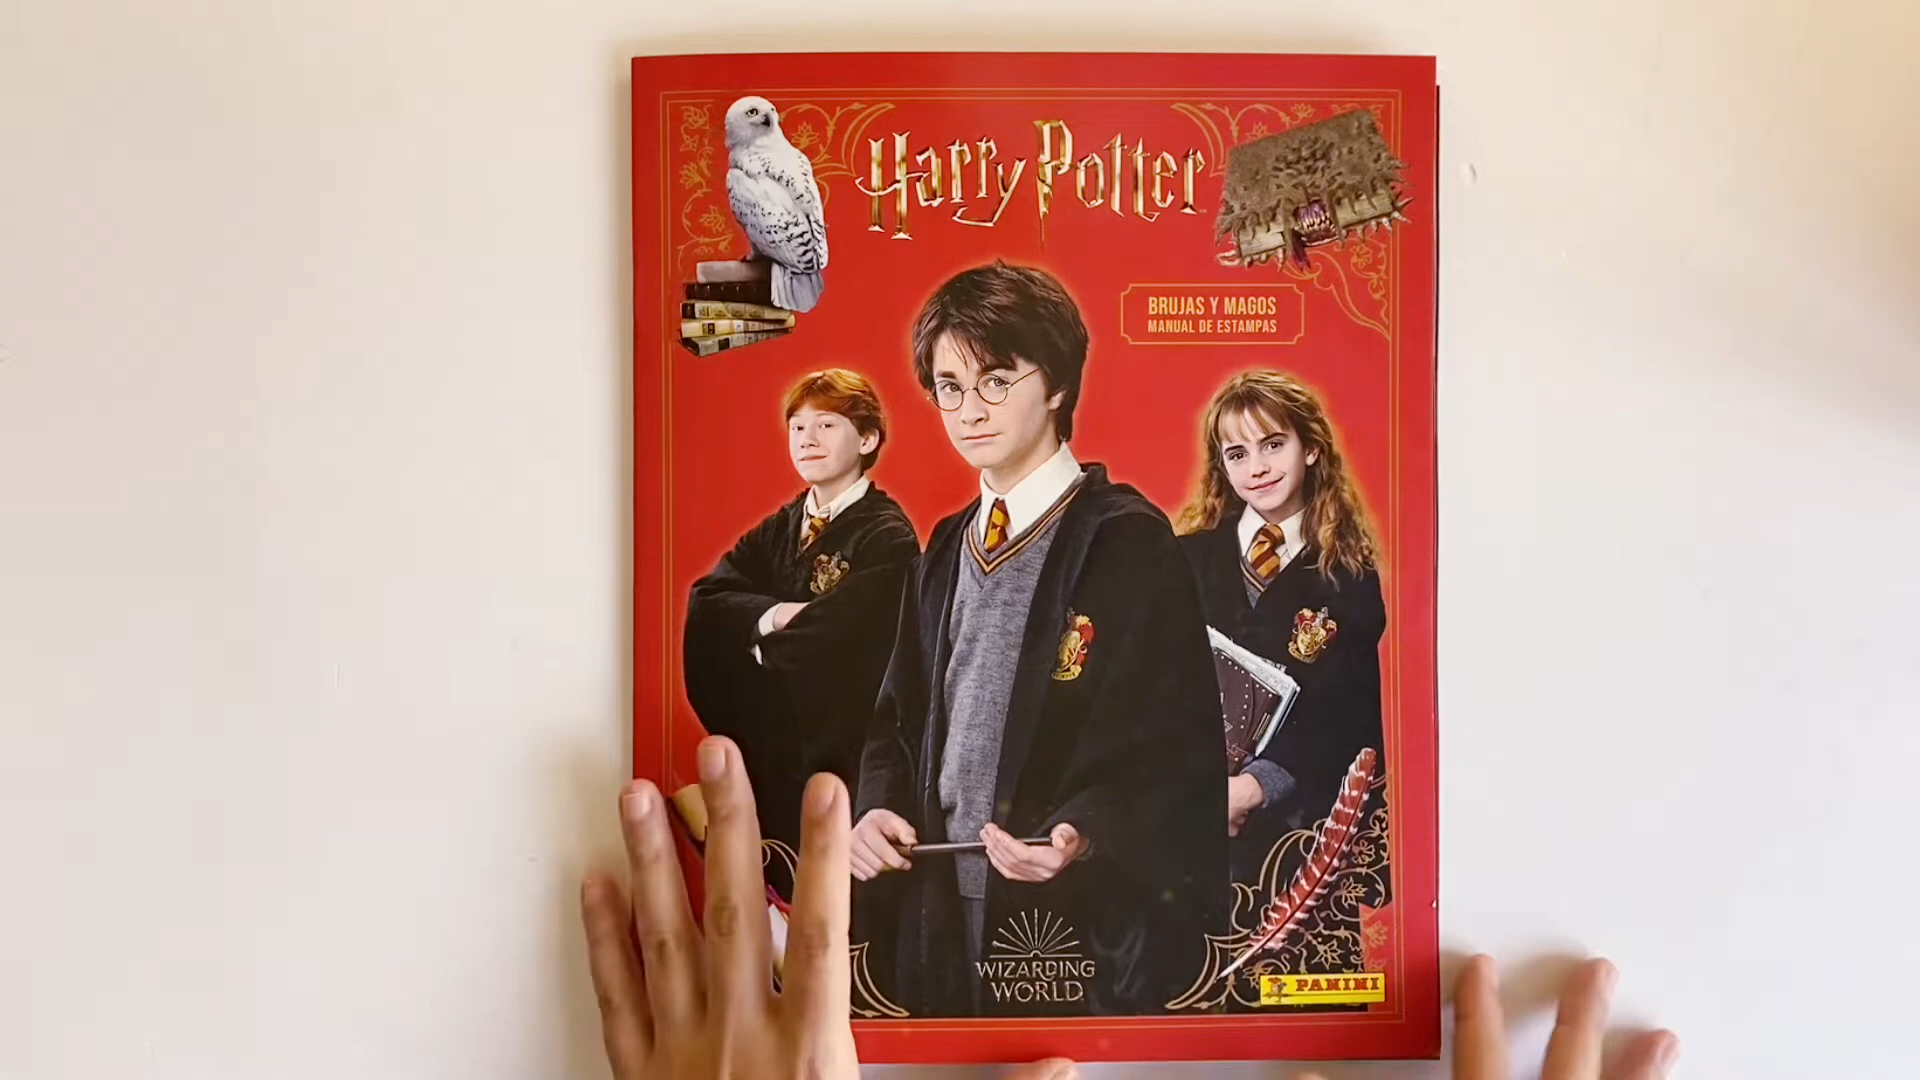 Harry Potter
BRUJAS Y MAGOS
MANUAL DE ESTAMPAS
WIZARDING
WORLD
PANINI